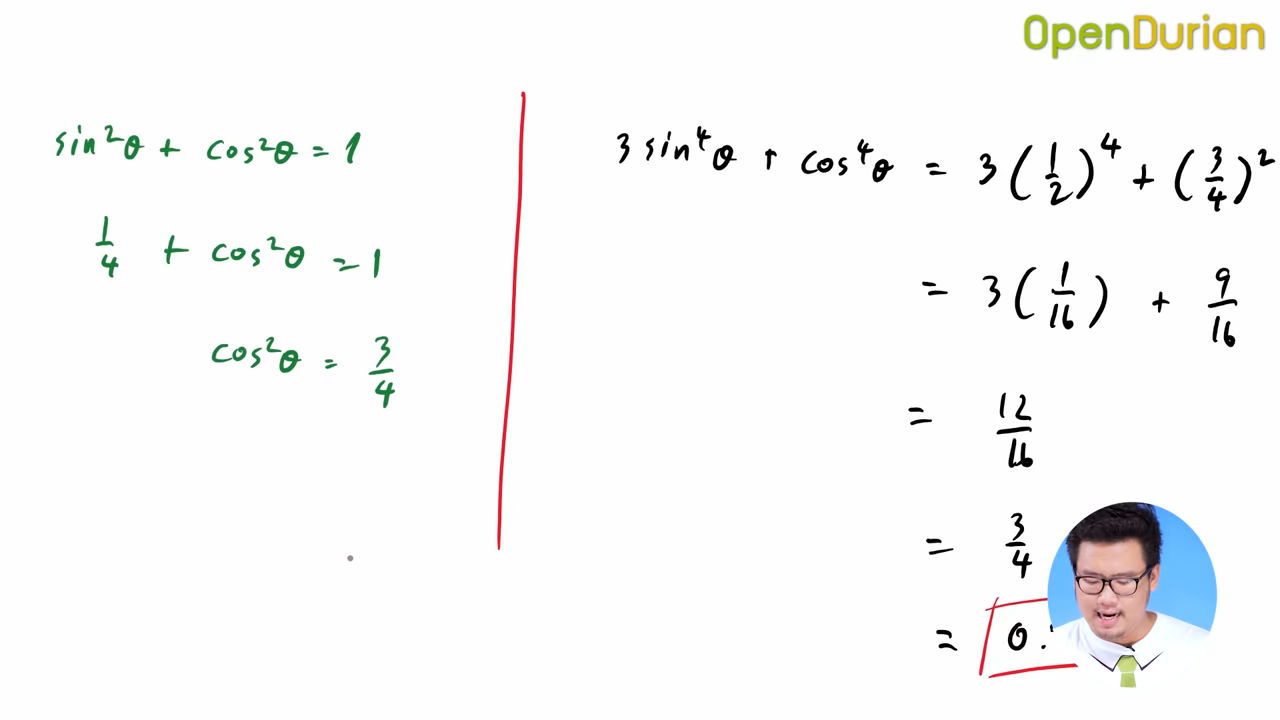 OpenDurian
sin²θ + cos²θ = 1
1/4 + cos²θ = 1
cos²θ = 3/4
3 sin⁴θ + cos⁴θ = 3(1/2)⁴ + (3/4)²
= 3(1/16) + 9/16
= 12/16
= 3/4
= 0.